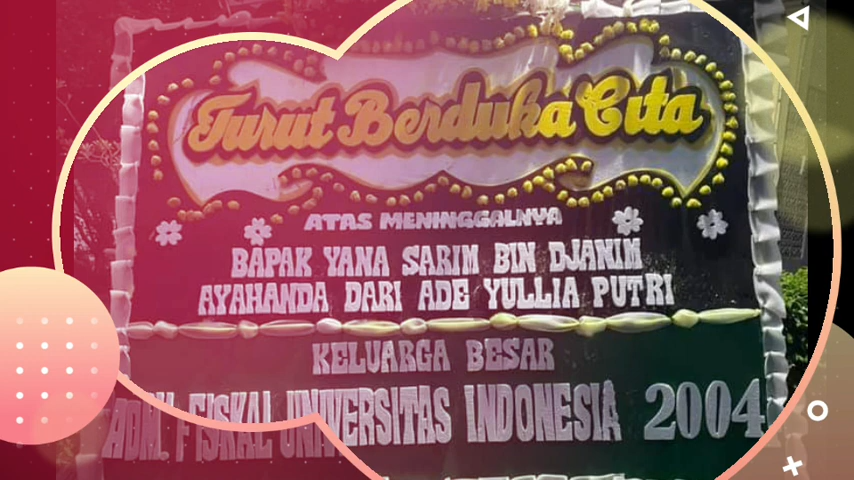 Turut Berduka Cita
ATAS MENINGGALNYA
BAPAK YANA SARIM BIN DJANIM
AYAHANDA DARI ADE YULLIA PUTRI
KELUARGA BESAR
ADM. FISKAL UNIVERSITAS INDONESIA 2004